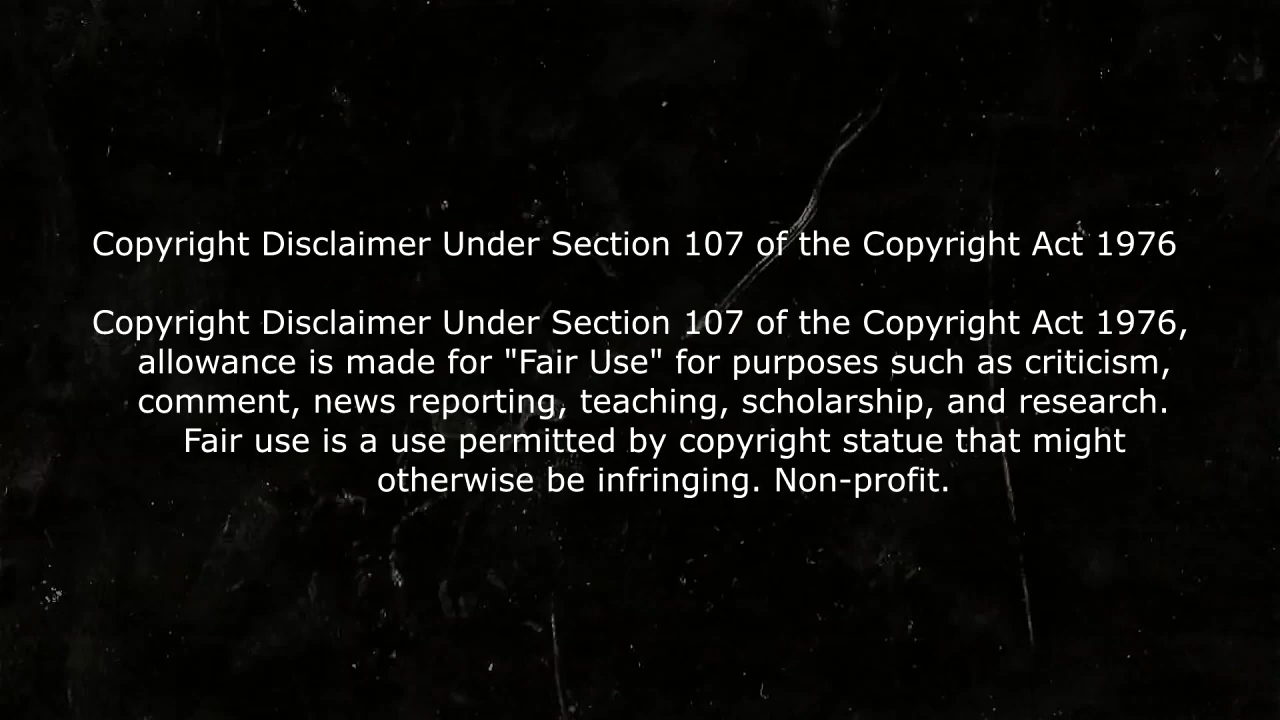 Copyright Disclaimer Under Section 107 of the Copyright Act 1976
Copyright Disclaimer Under Section 107 of the Copyright Act 1976,
allowance is made for "Fair Use" for purposes such as criticism,
comment, news reporting, teaching, scholarship, and research.
Fair use is a use permitted by copyright statue that might
otherwise be infringing. Non-profit.